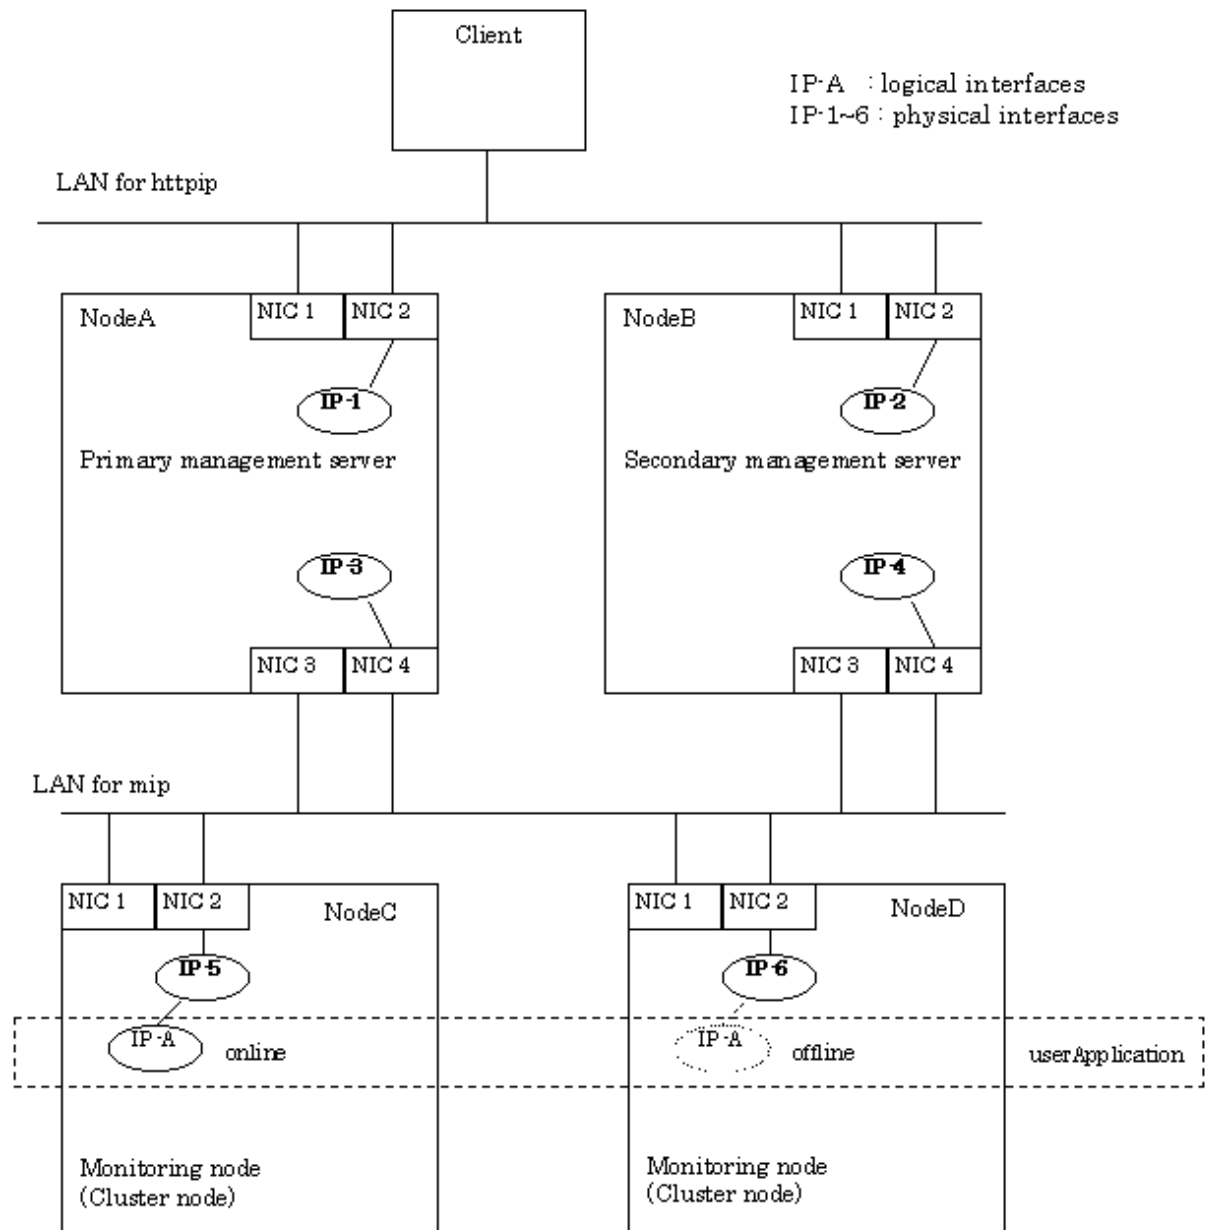 Client
IP-A : logical interfaces
IP-1~6 : physical interfaces
LAN for httpip
NodeA
NIC 1
NIC 2
NodeB
NIC 1
NIC 2
IP-1
IP-2
Primary management server
Secondary management server
IP-3
IP-4
NIC 3
NIC 4
NIC 3
NIC 4
LAN for mip
NIC 1
NIC 2
NodeC
NIC 1
NIC 2
NodeD
IP-5
IP-6
IP-A
online
IP-A
offline
userApplication
Monitoring node
(Cluster node)
Monitoring node
(Cluster node)